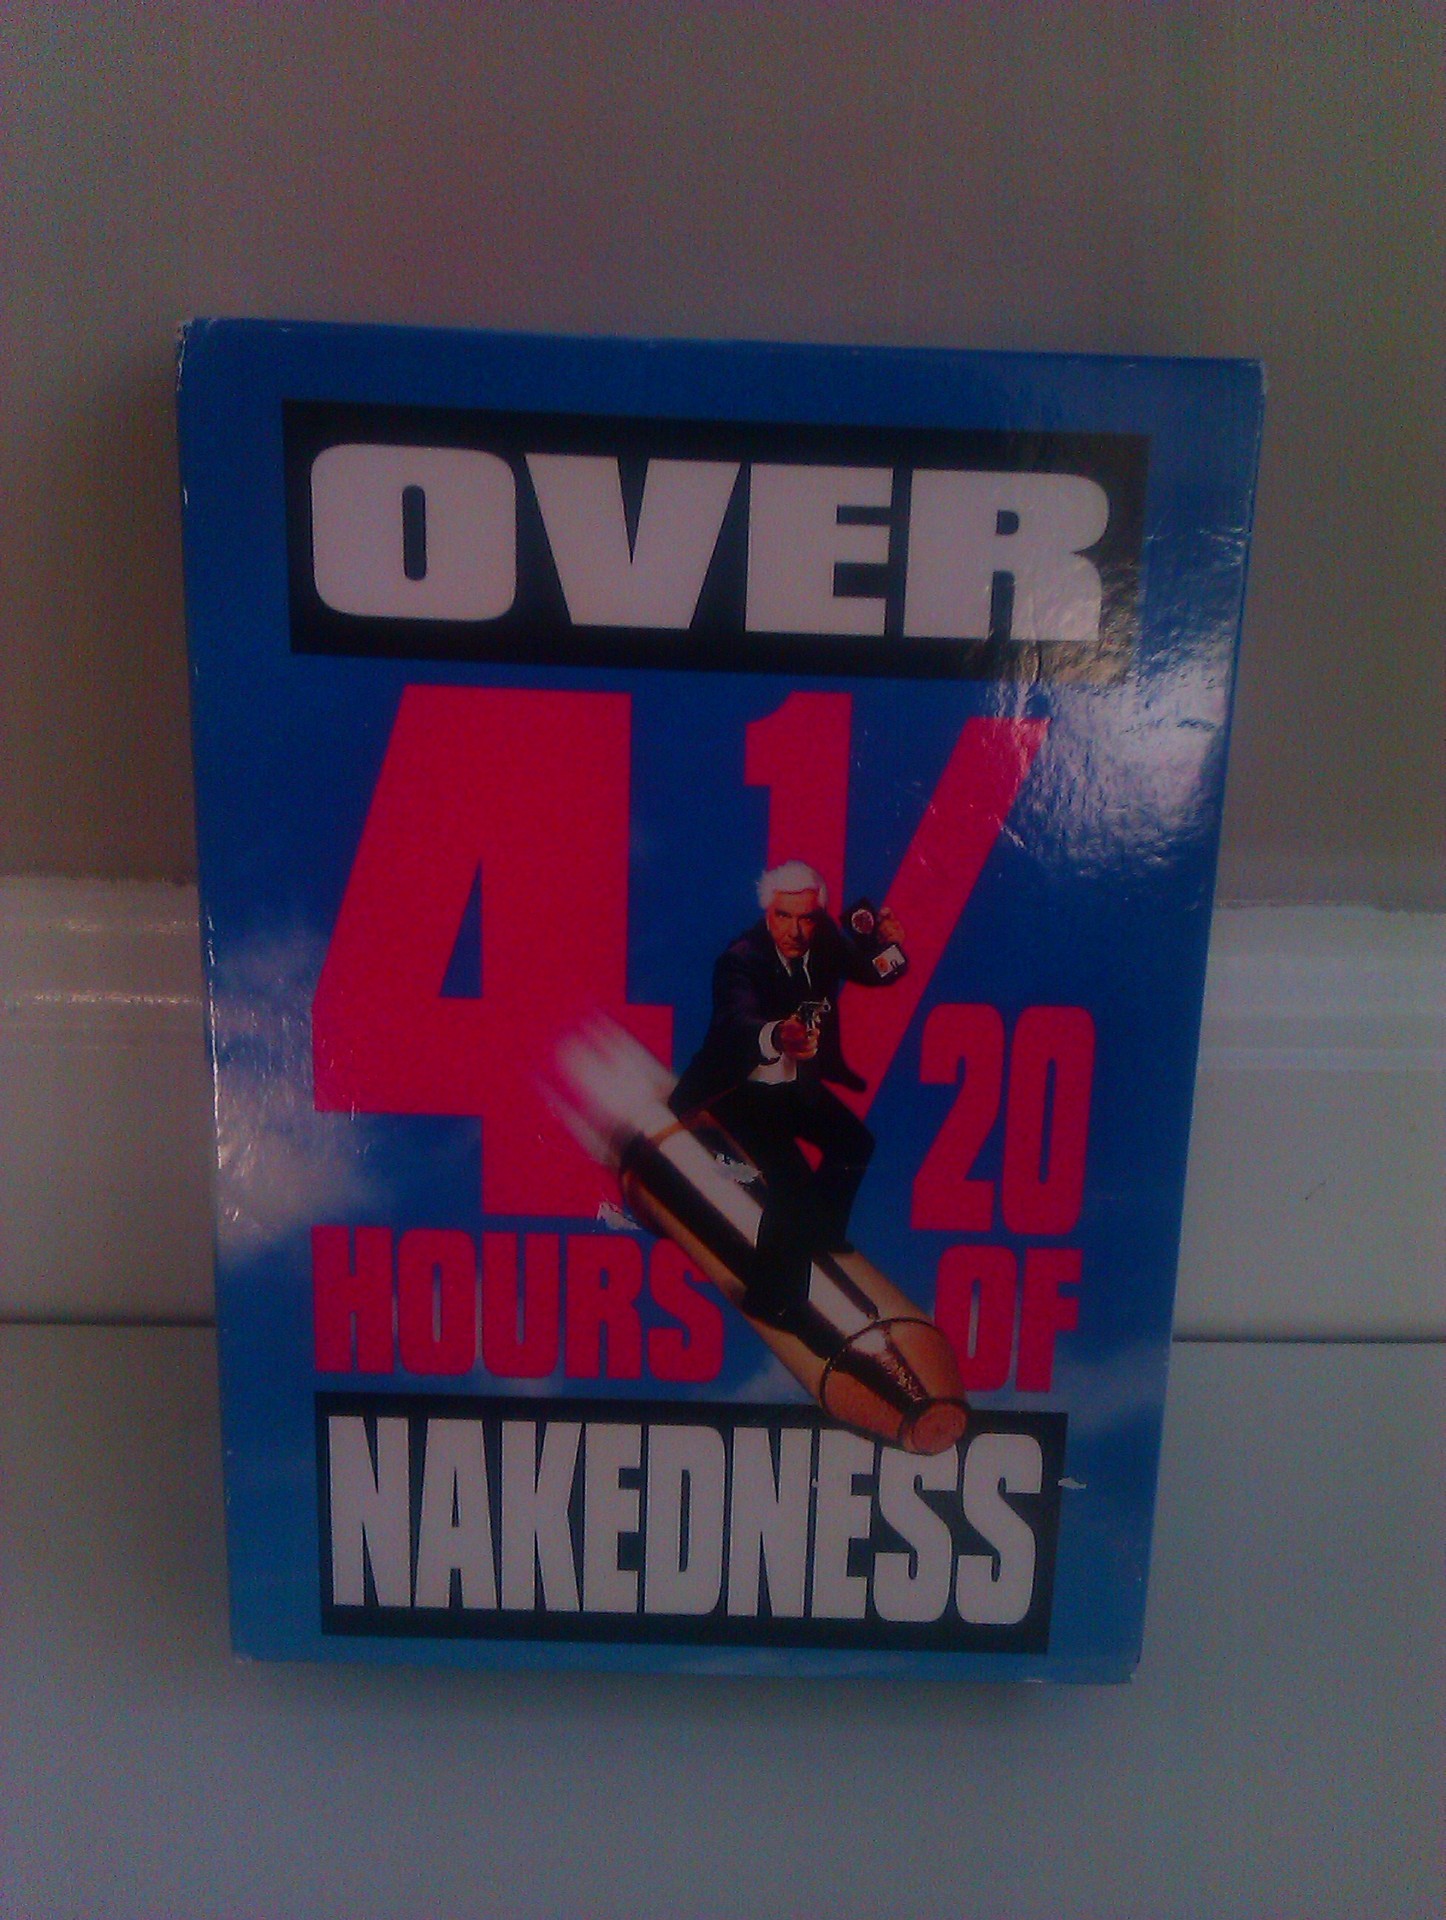 OVER
4 1/20
HOURS OF
NAKEDNESS